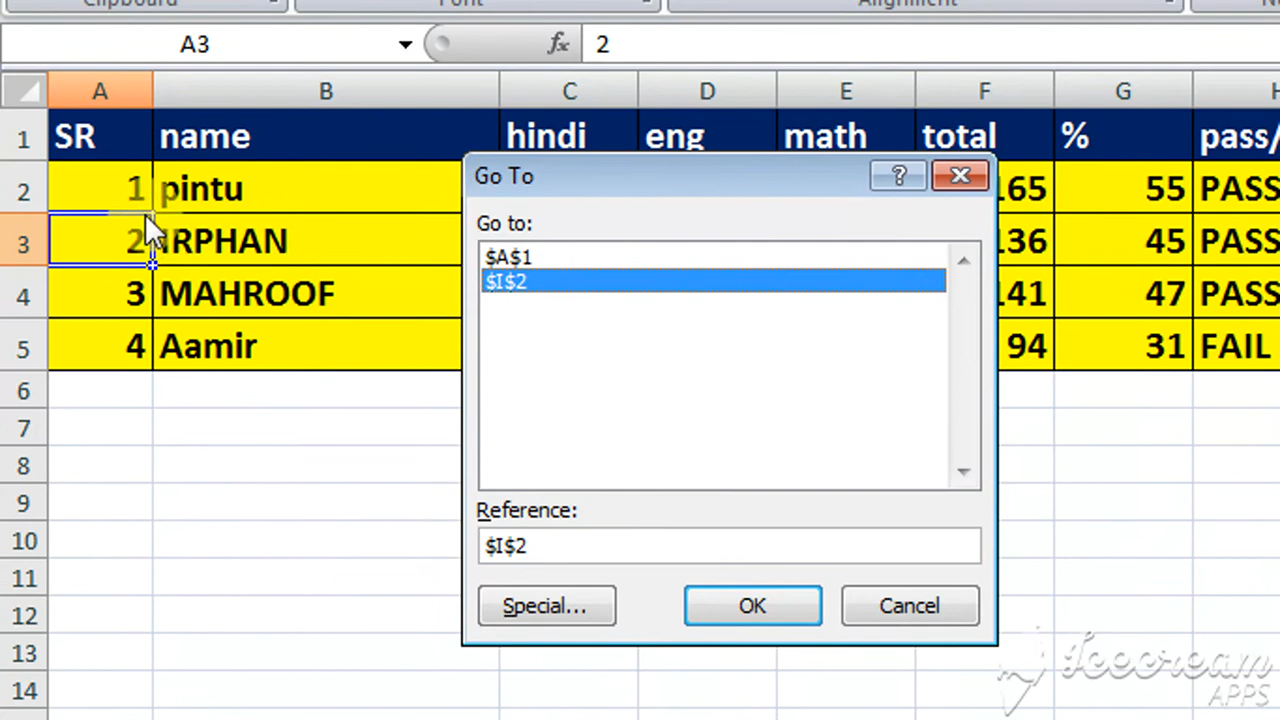 Clipboard Font Alignment
A3 fx 2
A B C D E F G H
1 SR name hindi eng math total % pass/
2 1 pintu 165 55 PASS
3 2 IRPHAN 136 45 PASS
4 3 MAHROOF 141 47 PASS
5 4 Aamir 94 31 FAIL
6
7
8
9
10
11
12
13
14
Go To
?
Go to:
$A$1
$I$2
Reference:
$I$2
Special... OK Cancel
Icecream
APPS